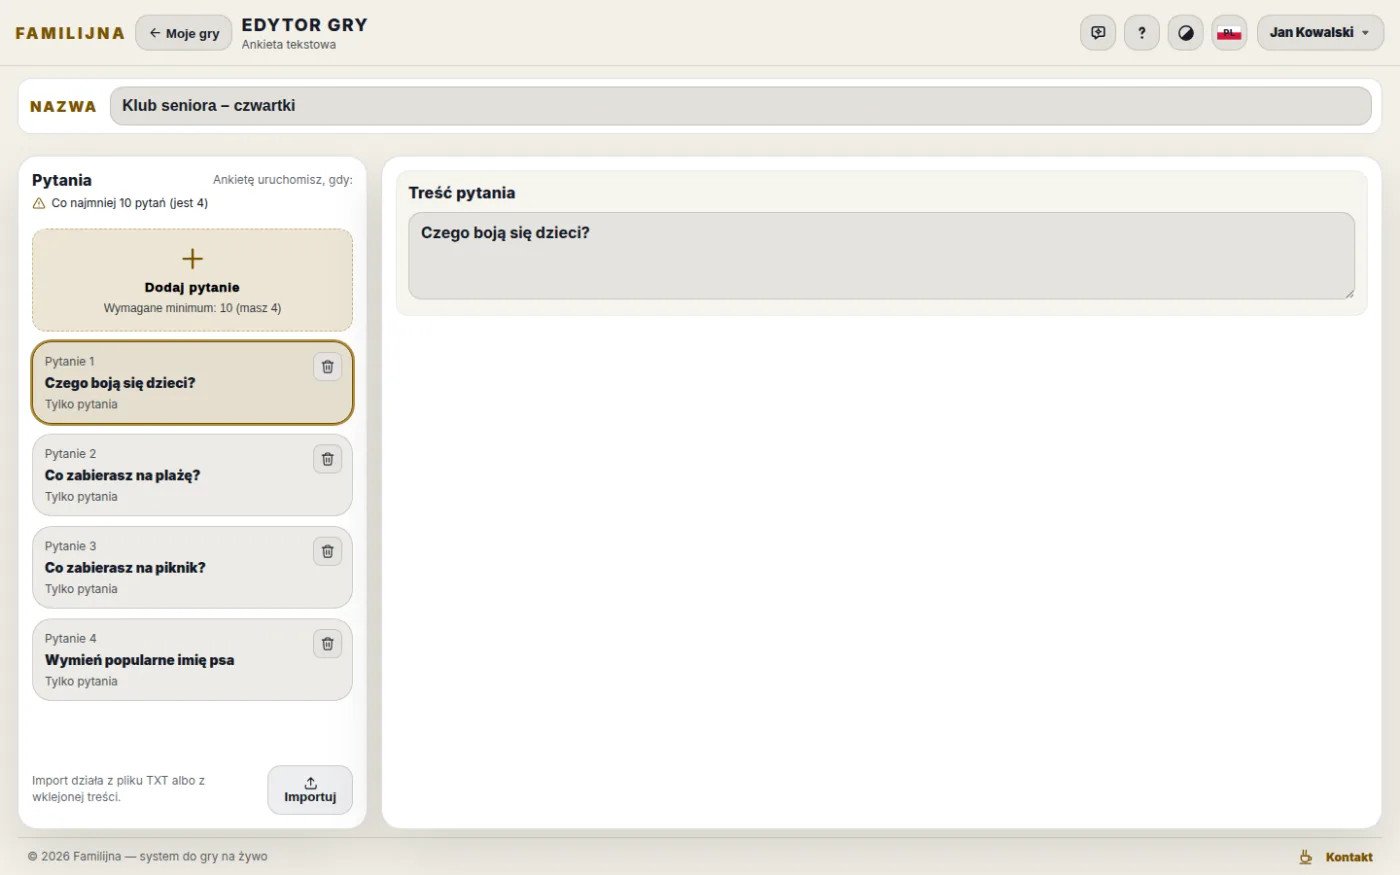 FAMILIJNA
← Moje gry
EDYTOR GRY
Ankieta tekstowa
?
PL
Jan Kowalski
NAZWA
Klub seniora – czwartki
Pytania
Ankietę uruchomisz, gdy:
Co najmniej 10 pytań (jest 4)
Dodaj pytanie
Wymagane minimum: 10 (masz 4)
Pytanie 1
Czego boją się dzieci?
Tylko pytania
Pytanie 2
Co zabierasz na plażę?
Tylko pytania
Pytanie 3
Co zabierasz na piknik?
Tylko pytania
Pytanie 4
Wymień popularne imię psa
Tylko pytania
Import działa z pliku TXT albo z
wklejonej treści.
Importuj
Treść pytania
Czego boją się dzieci?
© 2026 Familijna — system do gry na żywo
Kontakt